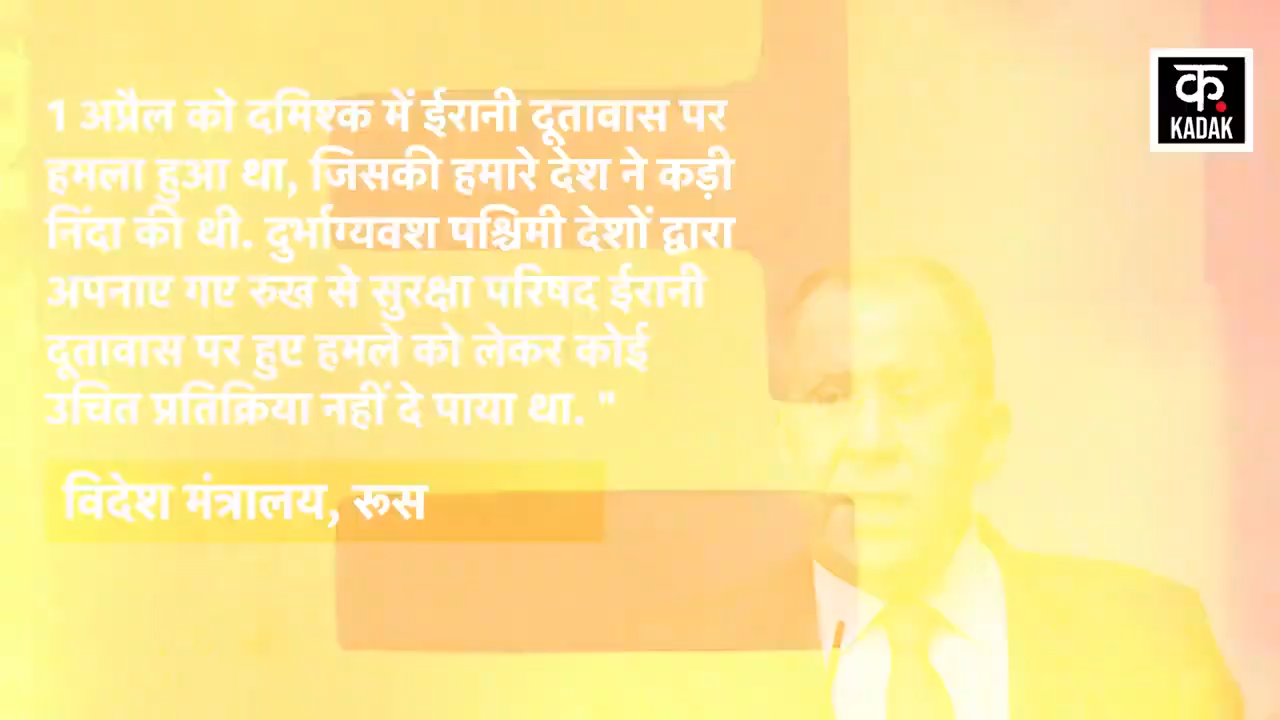 1 अप्रैल को दमिश्क में ईरानी दूतावास पर
हमला हुआ था, जिसकी हमारे देश ने कड़ी
निंदा की थी. दुर्भाग्यवश पश्चिमी देशों द्वारा
अपनाए गए रुख से सुरक्षा परिषद ईरानी
दूतावास पर हुए हमले को लेकर कोई
उचित प्रतिक्रिया नहीं दे पाया था. "
विदेश मंत्रालय, रूस
क
KADAK